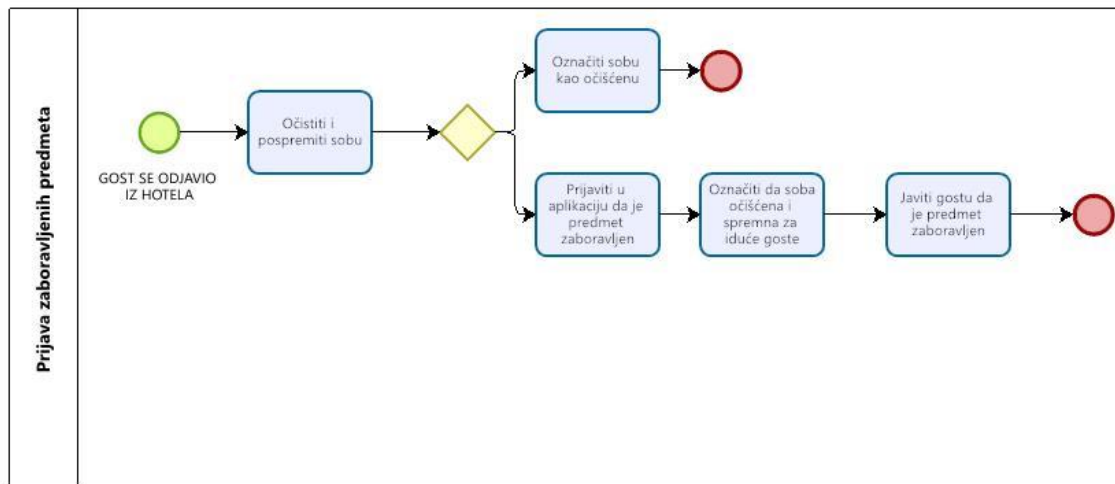 Prijava zaboravljenih predmeta
GOST SE ODJAVIO
IZ HOTELA
Očistiti i
pospremiti sobu
Označiti sobu
kao očišćenu
Prijaviti u
aplikaciju da je
predmet
zaboravljen
Označiti da soba
očišćena i
spremna za
iduće goste
Javiti gostu da
je predmet
zaboravljen